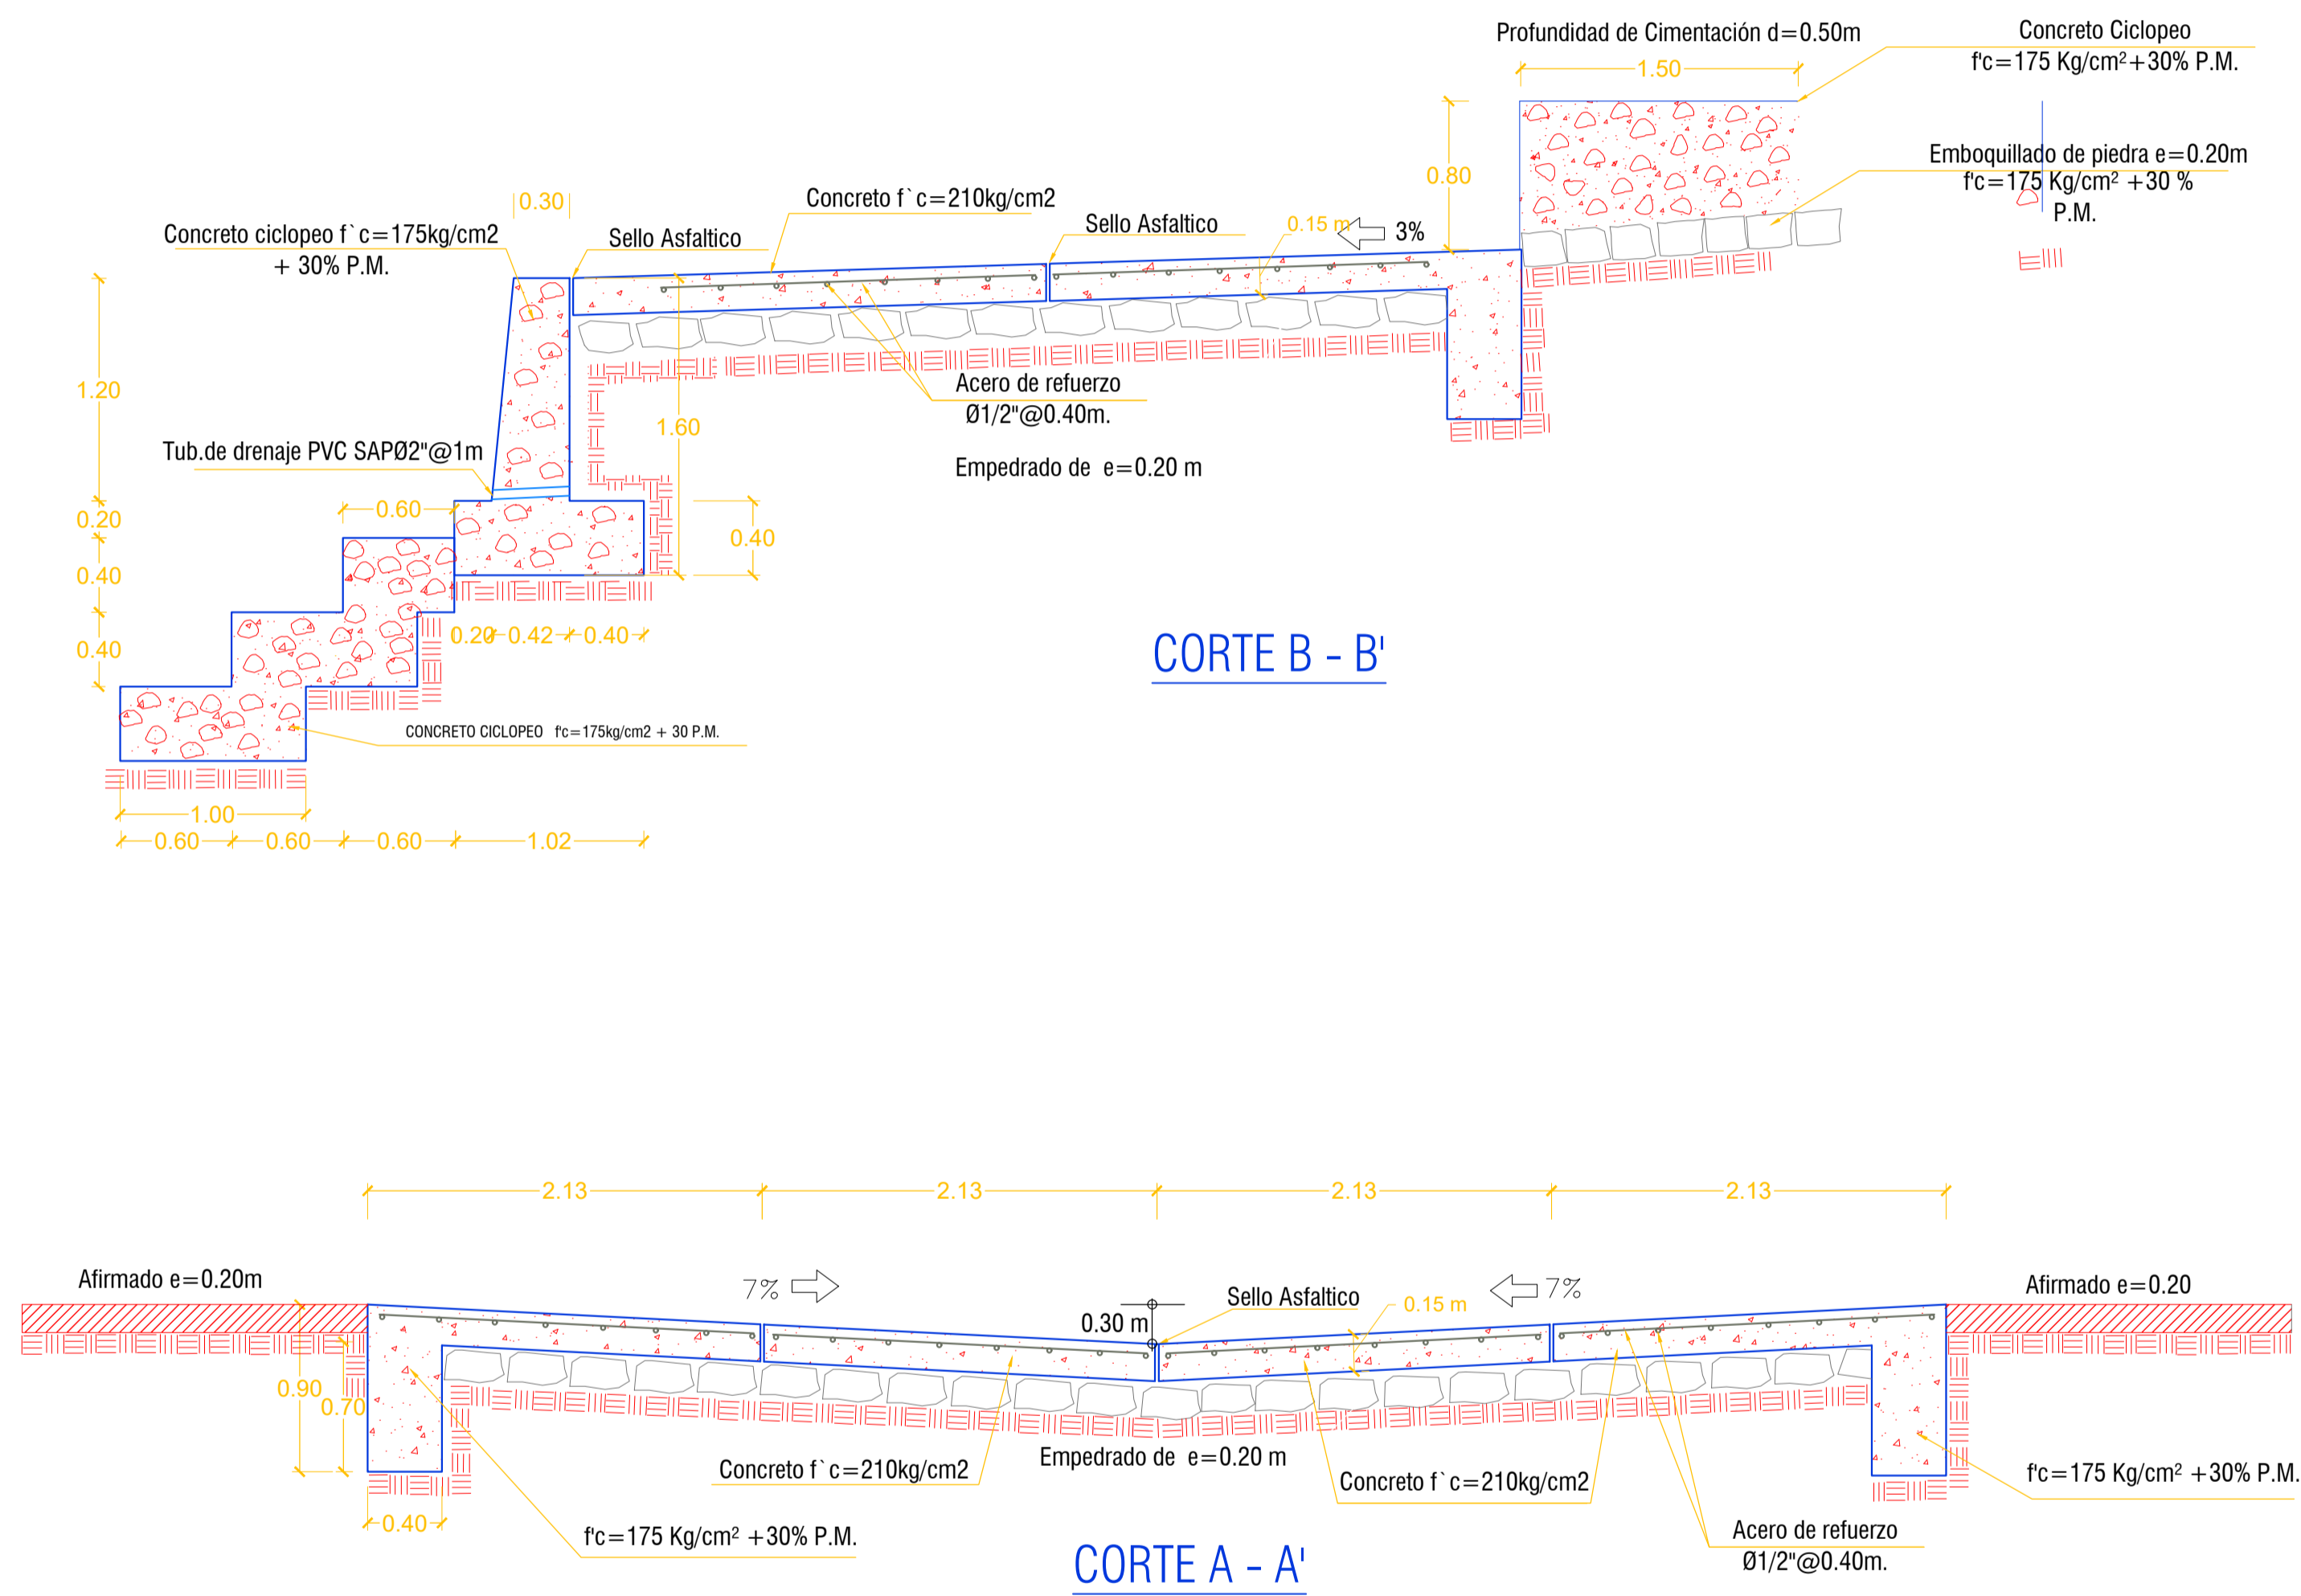 Profundidad de Cimentación d=0.50m
Concreto Ciclopeo
f'c=175 Kg/cm²+30% P.M.
1.50
0.80
Emboquillado de piedra e=0.20m
f'c=175 Kg/cm² +30 %
P.M.
0.30
Concreto f`c=210kg/cm2
Sello Asfaltico
Sello Asfaltico
0.15 m
3%
Concreto ciclopeo f`c=175kg/cm2
+ 30% P.M.
1.20
Acero de refuerzo
Ø1/2"@0.40m.
1.60
Tub.de drenaje PVC SAPØ2"@1m
Empedrado de e=0.20 m
0.20
0.60
0.40
0.40
0.40
0.20
0.42
0.40
CORTE B - B'
CONCRETO CICLOPEO f'c=175kg/cm2 + 30 P.M.
1.00
0.60
0.60
0.60
1.02
2.13
2.13
2.13
2.13
Afirmado e=0.20m
7%
Sello Asfaltico
7%
Afirmado e=0.20
0.15 m
0.30 m
0.90
0.70
Empedrado de e=0.20 m
Concreto f`c=210kg/cm2
Concreto f`c=210kg/cm2
f'c=175 Kg/cm² +30% P.M.
0.40
f'c=175 Kg/cm² +30% P.M.
Acero de refuerzo
Ø1/2"@0.40m.
CORTE A - A'